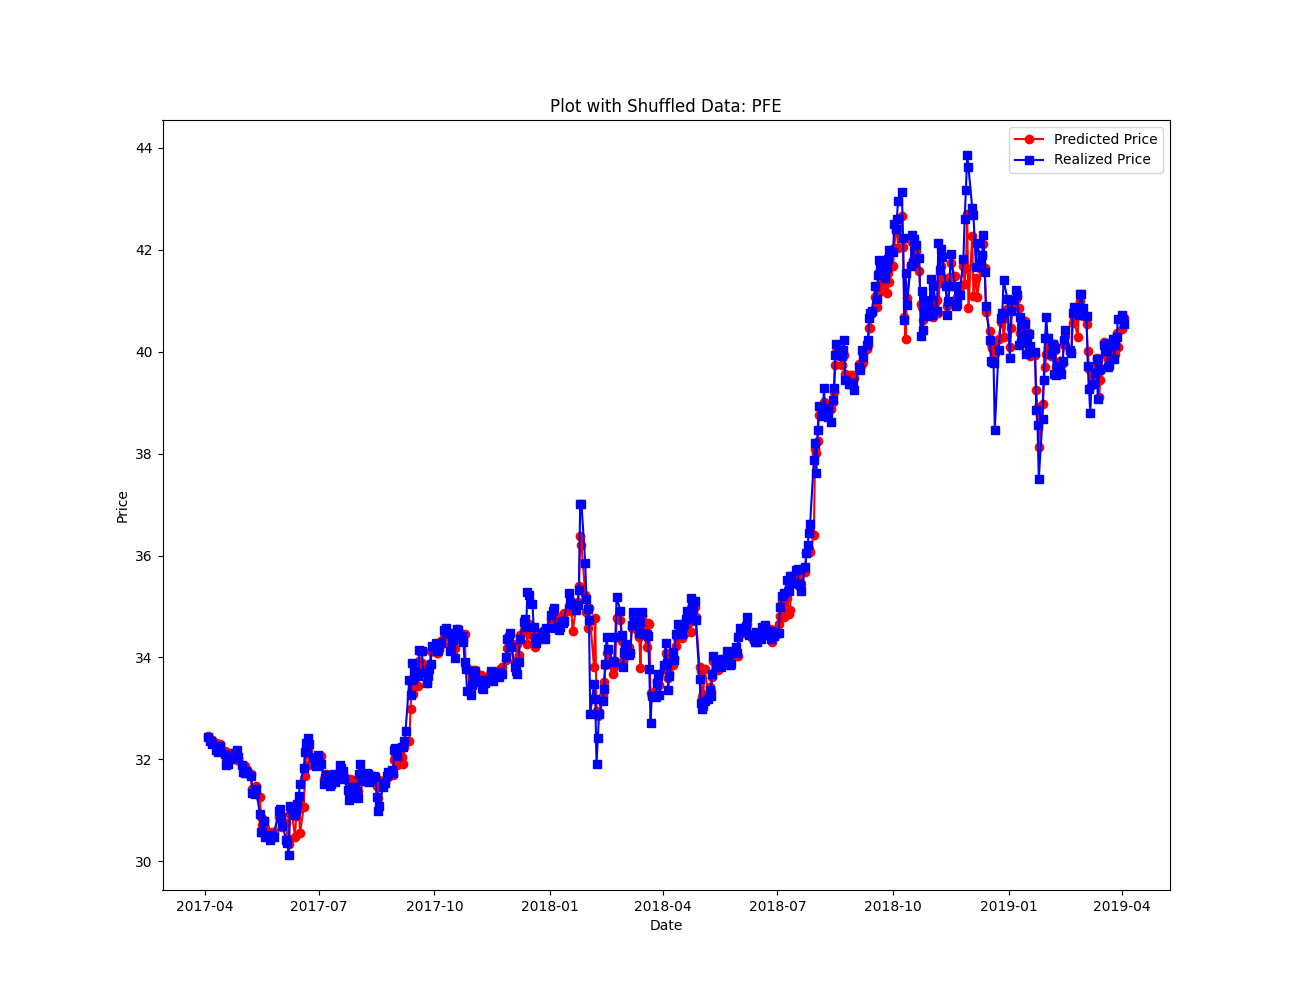 Plot with Shuffled Data: PFE
Predicted Price
Realized Price
44
42
40
38
36
34
32
30
Price
2017-04 2017-07 2017-10 2018-01 2018-04 2018-07 2018-10 2019-01 2019-04
Date